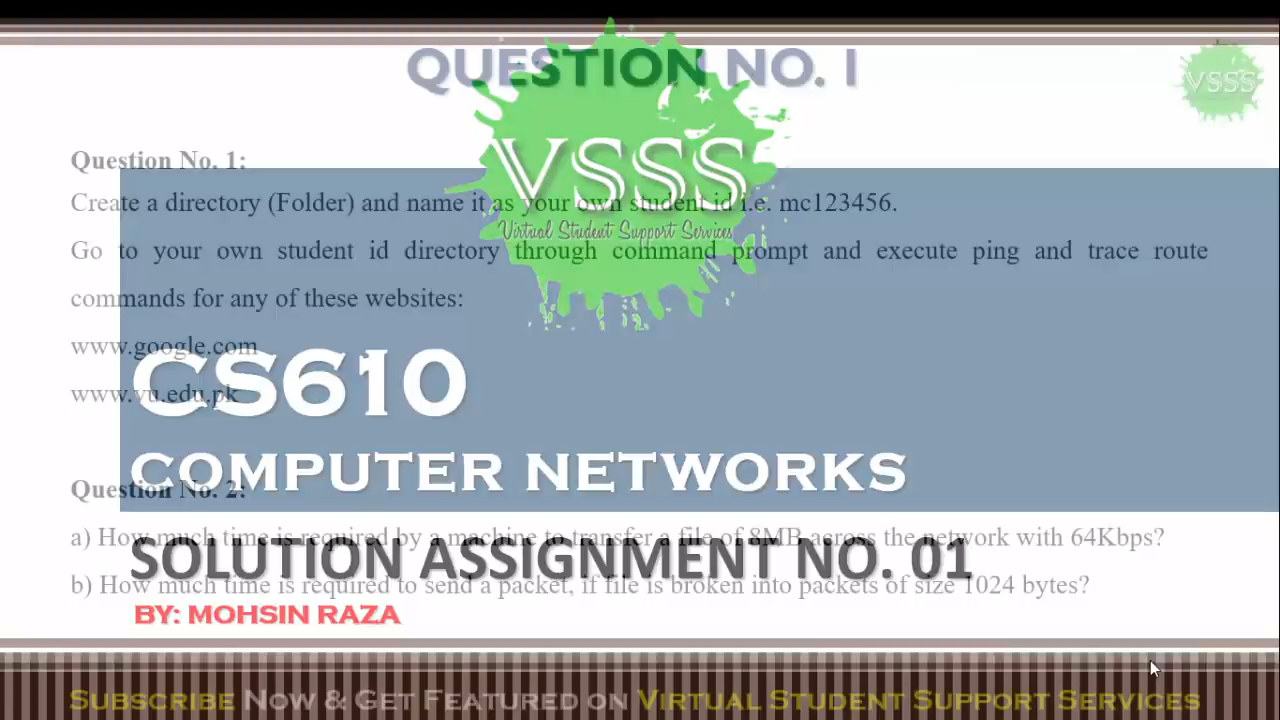 QUESTION NO. 1
VSSS
Question No. 1:
VSSS
Create a directory (Folder) and name it as your own student id i.e. mc123456.
Virtual Student Support Services
Go to your own student id directory through command prompt and execute ping and trace route
commands for any of these websites:
www.google.com
CS610
www.vu.edu.pk
COMPUTER NETWORKS
Question No. 2:
a) How much time is required by a machine to transfer a file of 8MB across the network with 64Kbps?
SOLUTION ASSIGNMENT NO. 01
b) How much time is required to send a packet, if file is broken into packets of size 1024 bytes?
BY: MOHSIN RAZA
SUBSCRIBE NOW & GET FEATURED ON VIRTUAL STUDENT SUPPORT SERVICES